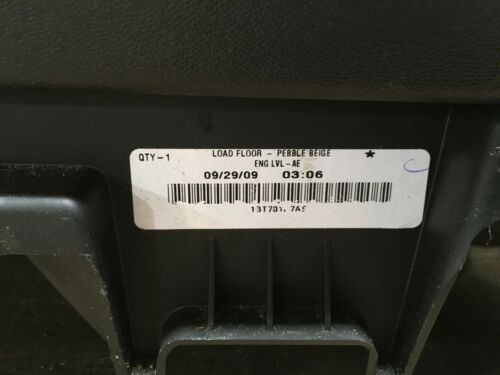 QTY-1
LOAD FLOOR - PEBBLE BEIGE *
ENG LVL-AE
09/29/09 03:06